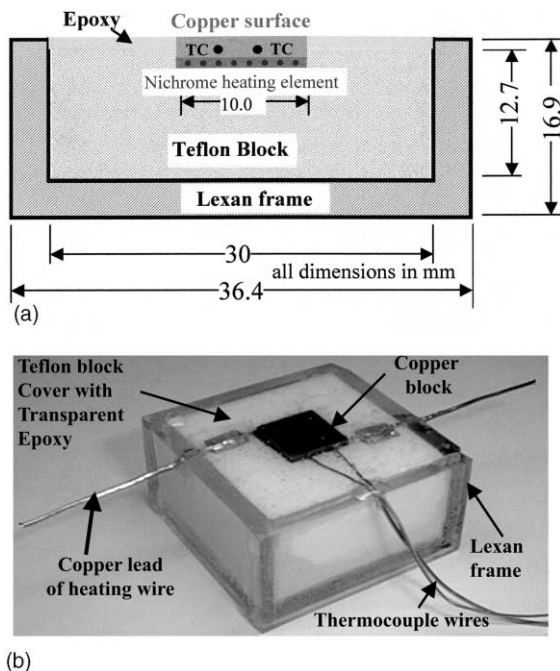 Epoxy
Copper surface
TC
TC
Nichrome heating element
10.0
Teflon Block
Lexan frame
12.7
16.9
30
all dimensions in mm
36.4
(a)
Teflon block
Cover with
Transparent
Epoxy
Copper
block
Copper lead
of heating wire
Lexan
frame
Thermocouple wires
(b)